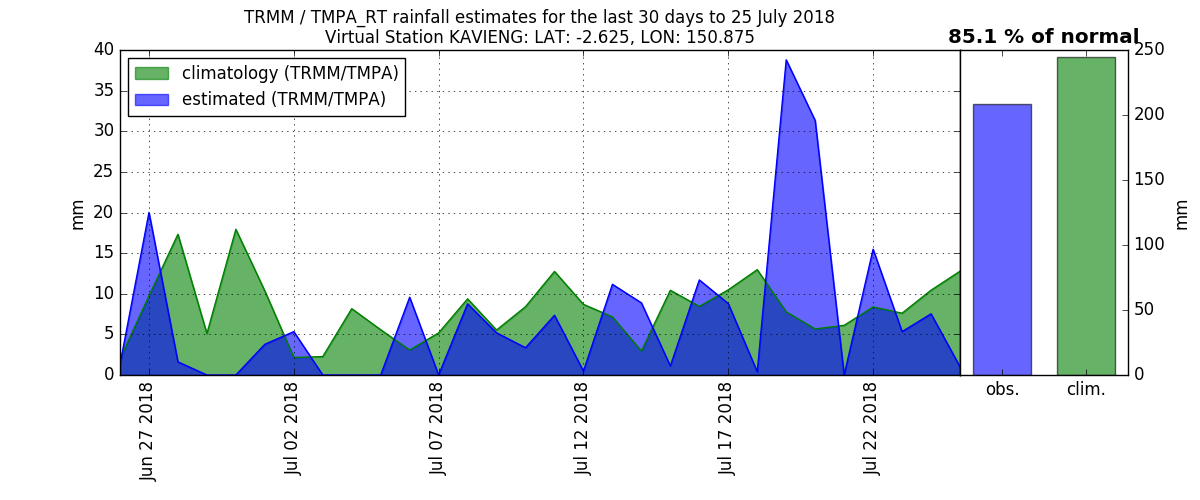 TRMM / TMPA_RT rainfall estimates for the last 30 days to 25 July 2018
Virtual Station KAVIENG: LAT: -2.625, LON: 150.875
85.1 % of normal
climatology (TRMM/TMPA)
estimated (TRMM/TMPA)
mm
40
35
30
25
20
15
10
5
0
Jun 27 2018
Jul 02 2018
Jul 07 2018
Jul 12 2018
Jul 17 2018
Jul 22 2018
250
200
150
100
50
0
mm
obs.
clim.